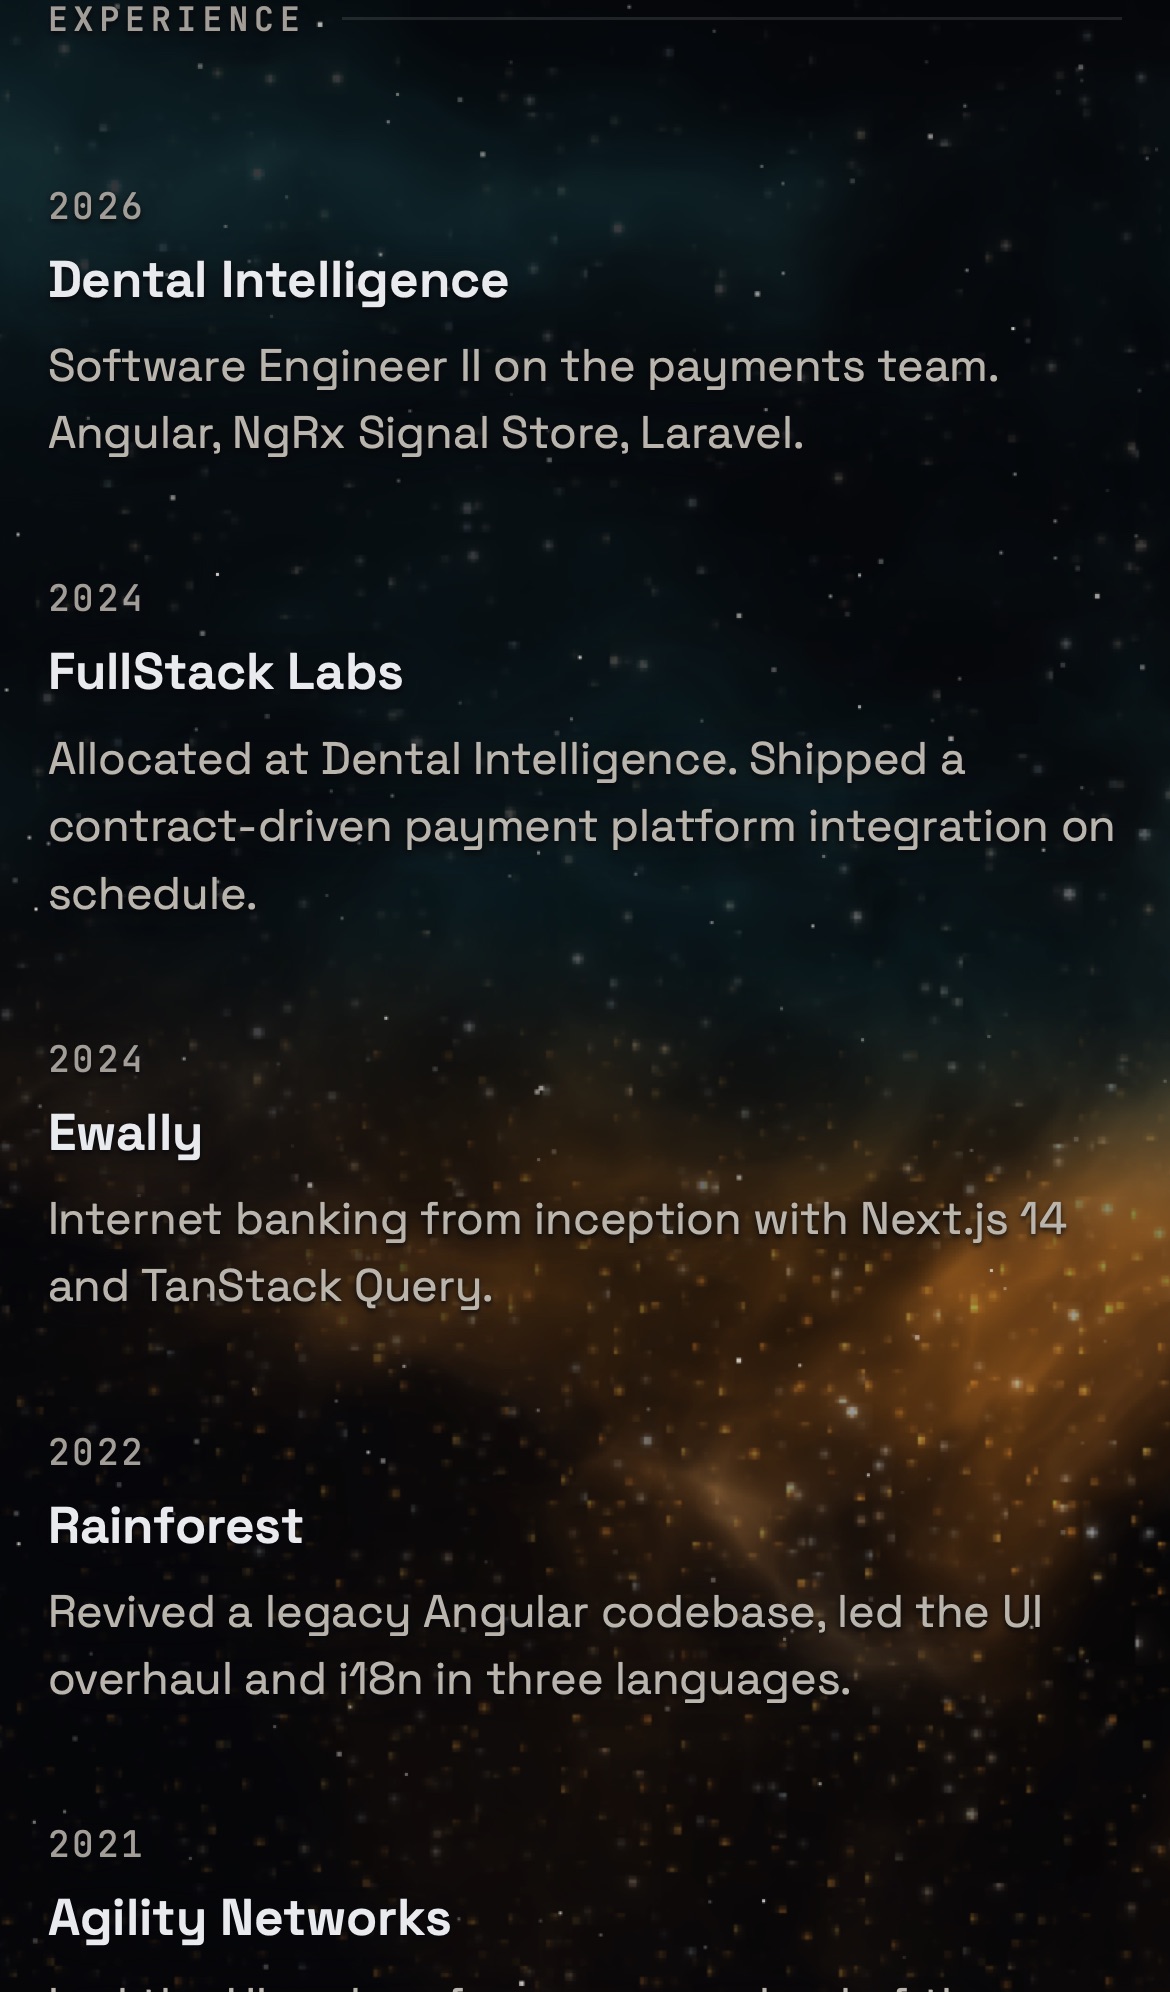 EXPERIENCE
2026
Dental Intelligence
Software Engineer II on the payments team.
Angular, NgRx Signal Store, Laravel.
2024
FullStack Labs
Allocated at Dental Intelligence. Shipped a
contract-driven payment platform integration on
schedule.
2024
Ewally
Internet banking from inception with Next.js 14
and TanStack Query.
2022
Rainforest
Revived a legacy Angular codebase, led the UI
overhaul and i18n in three languages.
2021
Agility Networks